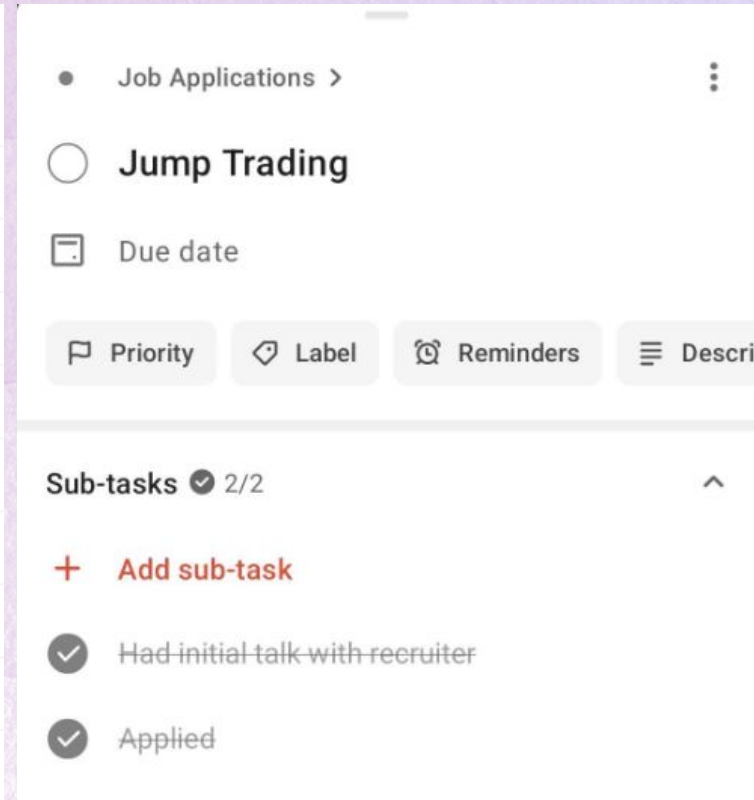 Job Applications >
Jump Trading
Due date
Priority Label Reminders Descri
Sub-tasks 2/2
+ Add sub-task
Had initial talk with recruiter
Applied